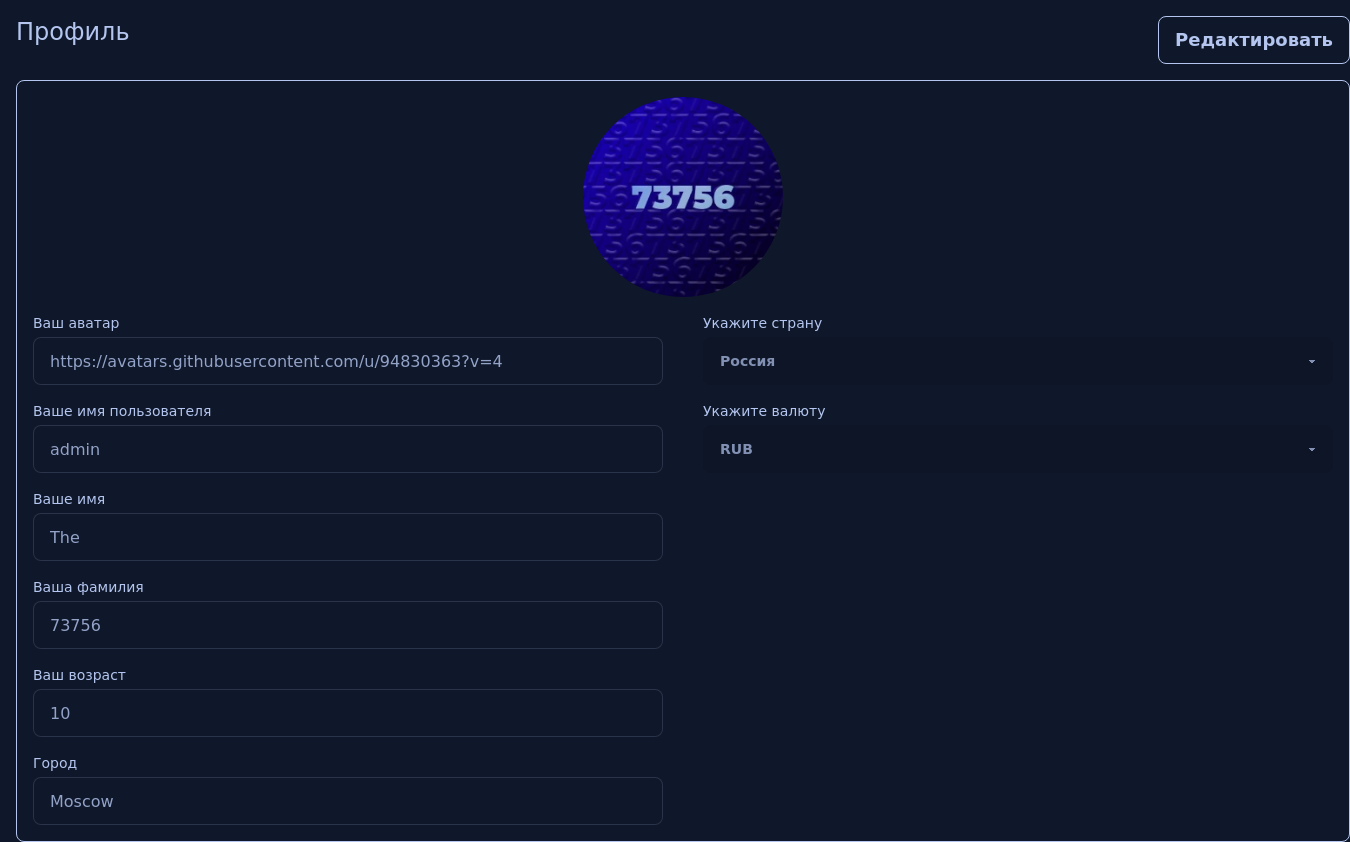 Профиль
Редактировать
73756
Ваш аватар
https://avatars.githubusercontent.com/u/94830363?v=4
Ваше имя пользователя
admin
Ваше имя
The
Ваша фамилия
73756
Ваш возраст
10
Город
Moscow
Укажите страну
Россия
Укажите валюту
RUB